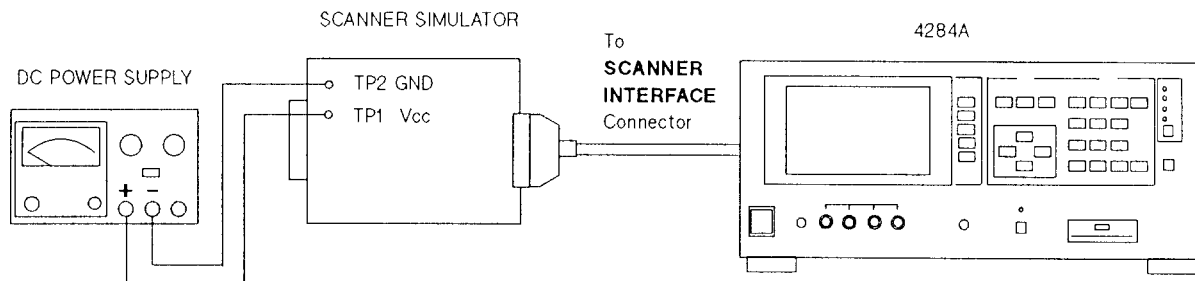 SCANNER SIMULATOR
4284A
To
SCANNER
INTERFACE
Connector
DC POWER SUPPLY
TP2 GND
TP1 Vcc
+ −